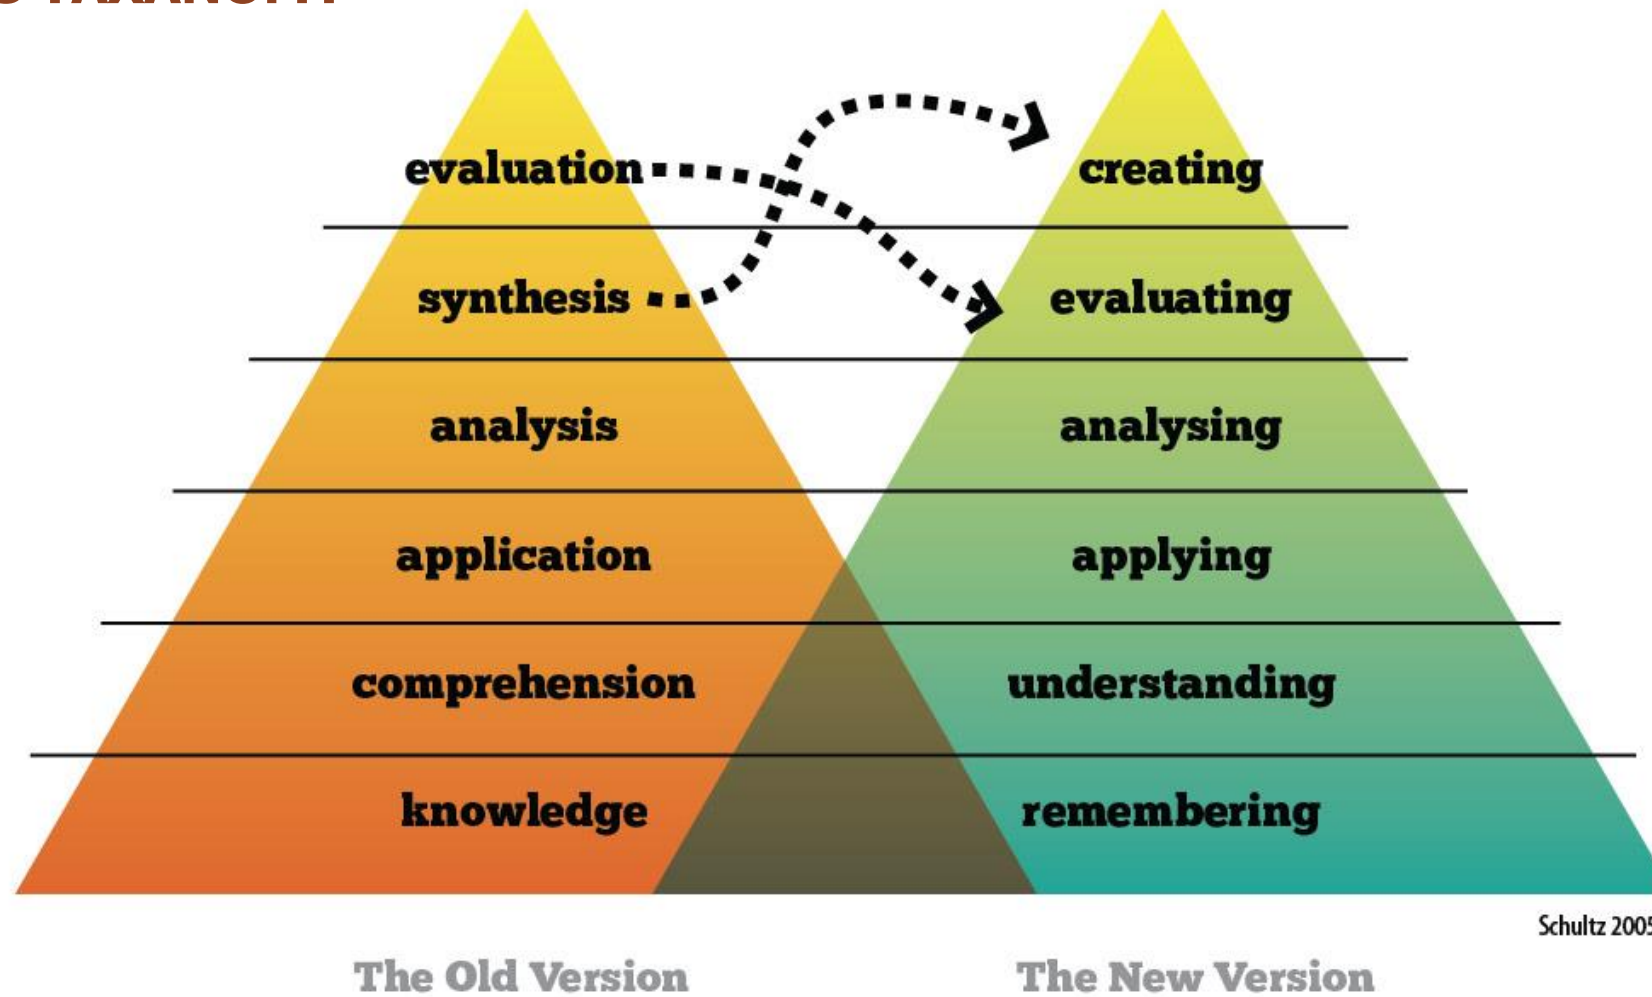 evaluation
creating
synthesis
evaluating
analysis
analysing
application
applying
comprehension
understanding
knowledge
remembering
Schultz 2005
The Old Version
The New Version